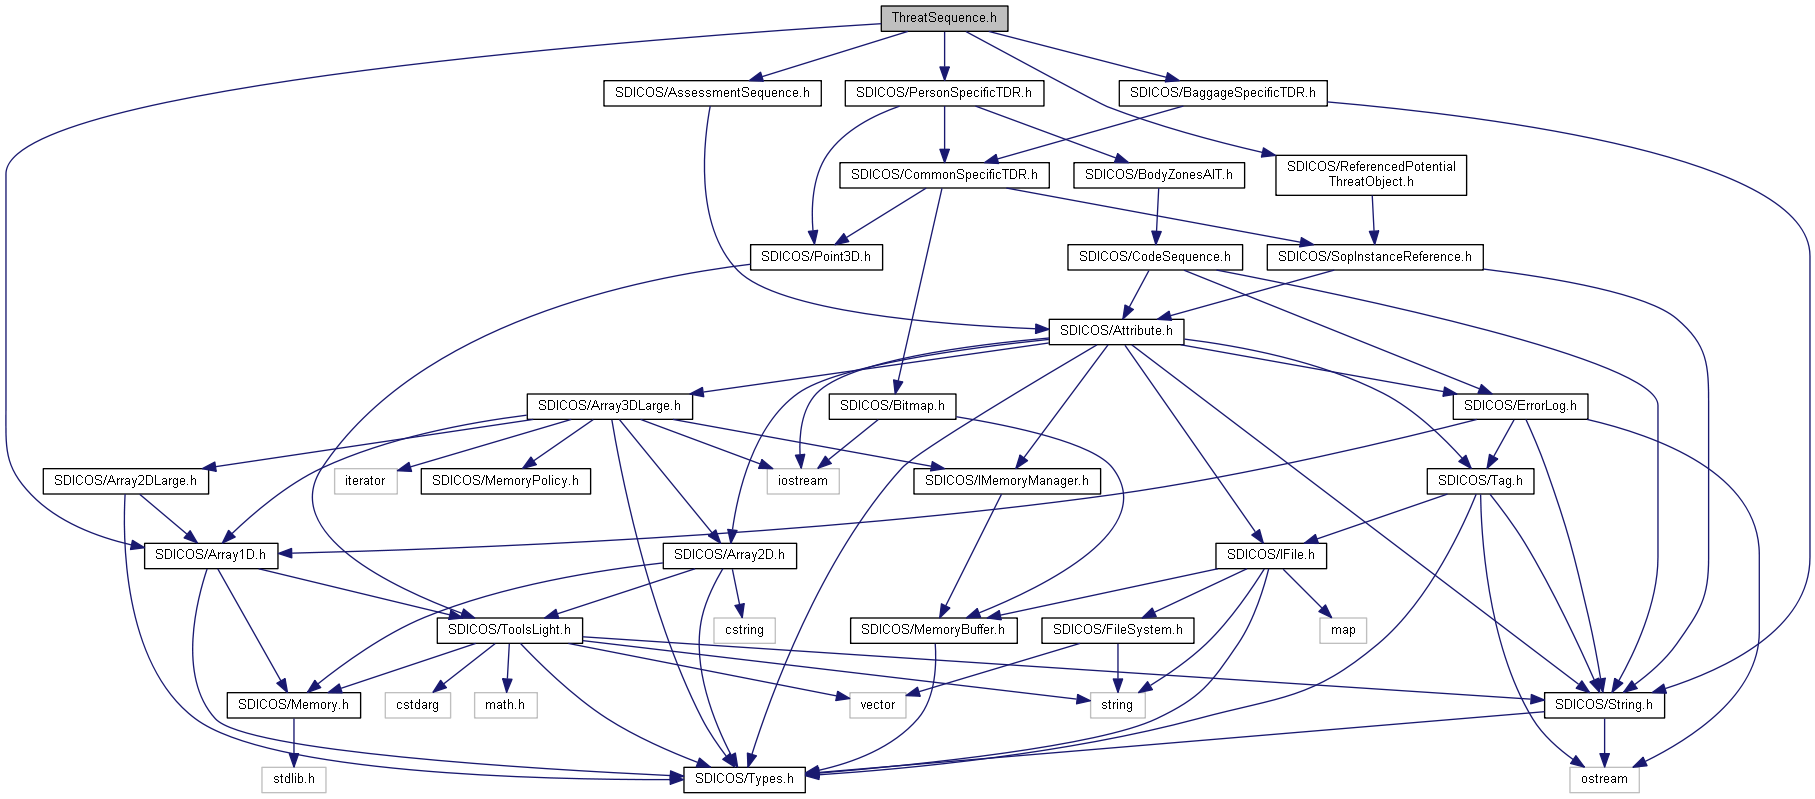 ThreatSequence.h
SDICOS/AssessmentSequence.h
SDICOS/PersonSpecificTDR.h
SDICOS/BaggageSpecificTDR.h
SDICOS/CommonSpecificTDR.h
SDICOS/BodyZonesAIT.h
SDICOS/ReferencedPotential
ThreatObject.h
SDICOS/Point3D.h
SDICOS/CodeSequence.h
SDICOS/SopInstanceReference.h
SDICOS/Attribute.h
SDICOS/Array3DLarge.h
SDICOS/Bitmap.h
SDICOS/ErrorLog.h
SDICOS/Array2DLarge.h
iterator
SDICOS/MemoryPolicy.h
iostream
SDICOS/IMemoryManager.h
SDICOS/Tag.h
SDICOS/Array1D.h
SDICOS/Array2D.h
SDICOS/IFile.h
SDICOS/ToolsLight.h
cstring
SDICOS/MemoryBuffer.h
SDICOS/FileSystem.h
map
SDICOS/Memory.h
cstdarg
math.h
vector
string
SDICOS/String.h
stdlib.h
SDICOS/Types.h
ostream